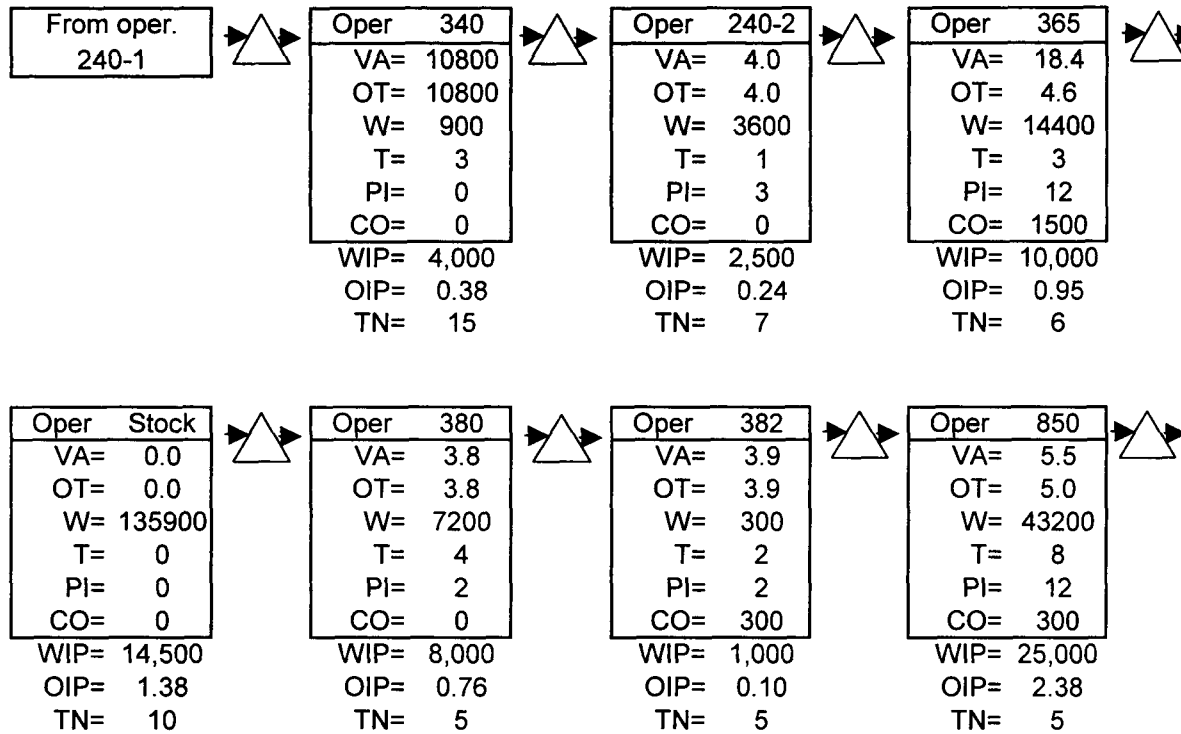 From oper.
240-1
Oper 340
VA= 10800
OT= 10800
W= 900
T= 3
PI= 0
CO= 0
WIP= 4,000
OIP= 0.38
TN= 15
Oper 240-2
VA= 4.0
OT= 4.0
W= 3600
T= 1
PI= 3
CO= 0
WIP= 2,500
OIP= 0.24
TN= 7
Oper 365
VA= 18.4
OT= 4.6
W= 14400
T= 3
PI= 12
CO= 1500
WIP= 10,000
OIP= 0.95
TN= 6
Oper Stock
VA= 0.0
OT= 0.0
W= 135900
T= 0
PI= 0
CO= 0
WIP= 14,500
OIP= 1.38
TN= 10
Oper 380
VA= 3.8
OT= 3.8
W= 7200
T= 4
PI= 2
CO= 0
WIP= 8,000
OIP= 0.76
TN= 5
Oper 382
VA= 3.9
OT= 3.9
W= 300
T= 2
PI= 2
CO= 300
WIP= 1,000
OIP= 0.10
TN= 5
Oper 850
VA= 5.5
OT= 5.0
W= 43200
T= 8
PI= 12
CO= 300
WIP= 25,000
OIP= 2.38
TN= 5